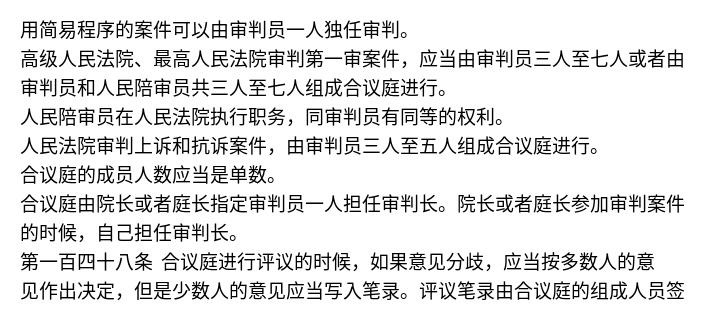 用简易程序的案件可以由审判员一人独任审判。
高级人民法院、最高人民法院审判第一审案件，应当由审判员三人至七人或者由
审判员和人民陪审员共三人至七人组成合议庭进行。
人民陪审员在人民法院执行职务，同审判员有同等的权利。
人民法院审判上诉和抗诉案件，由审判员三人至五人组成合议庭进行。
合议庭的成员人数应当是单数。
合议庭由院长或者庭长指定审判员一人担任审判长。院长或者庭长参加审判案件
的时候，自己担任审判长。
第一百四十八条 合议庭进行评议的时候，如果意见分歧，应当按多数人的意
见作出决定，但是少数人的意见应当写入笔录。评议笔录由合议庭的组成人员签